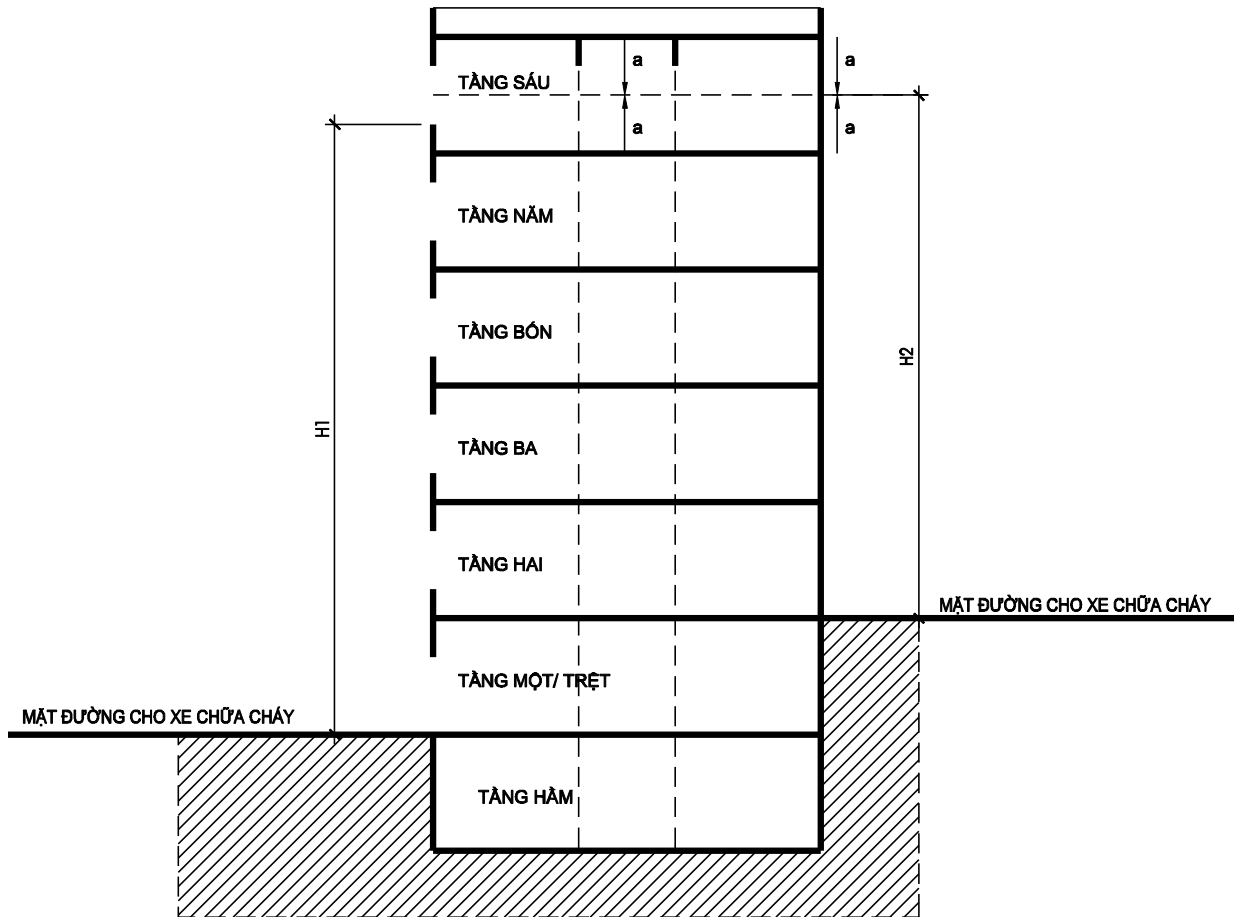 a
a
TẦNG SÁU
a
a
TẦNG NĂM
TẦNG BỐN
H2
H1
TẦNG BA
TẦNG HAI
MẶT ĐƯỜNG CHO XE CHỮA CHÁY
TẦNG MỘT/ TRỆT
MẶT ĐƯỜNG CHO XE CHỮA CHÁY
TẦNG HẦM